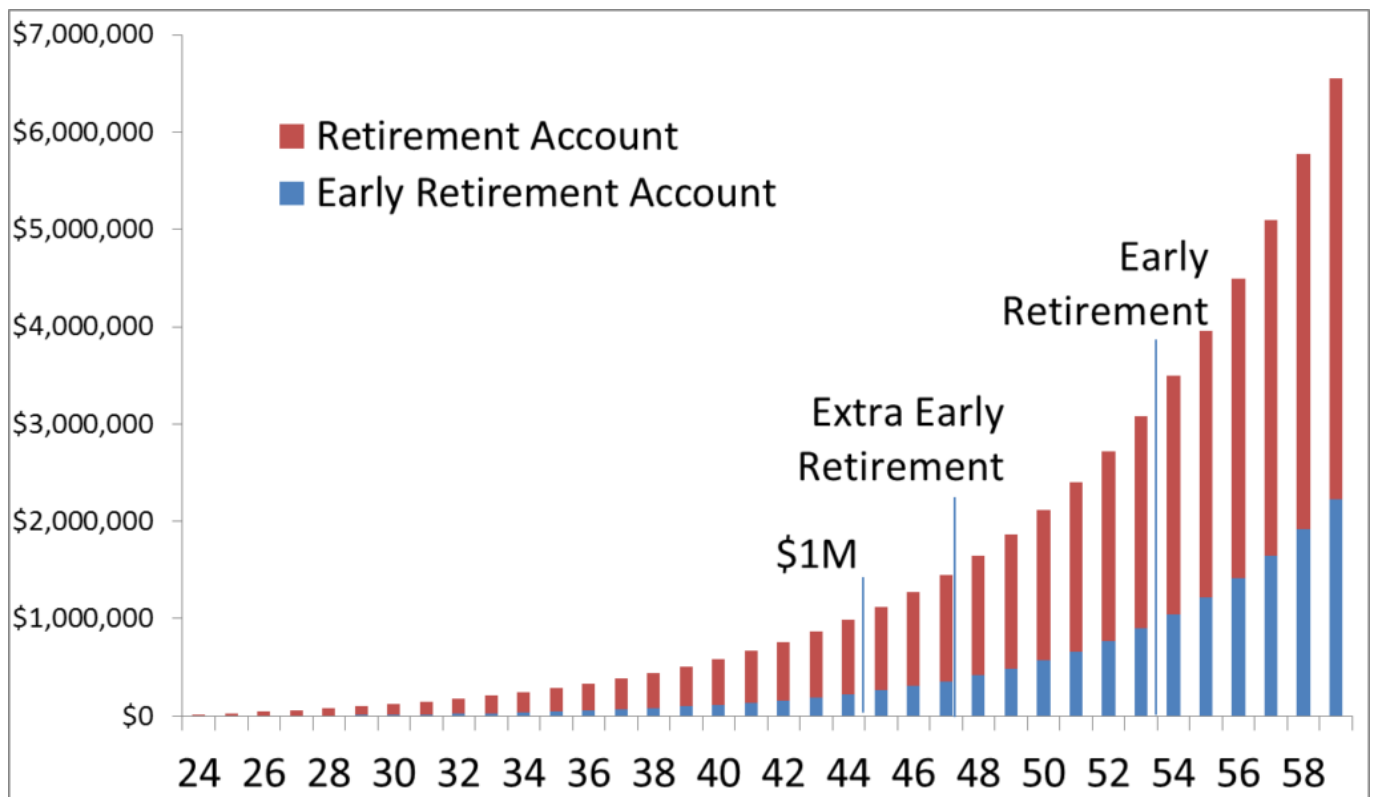 $7,000,000
$6,000,000
$5,000,000
$4,000,000
$3,000,000
$2,000,000
$1,000,000
$0
Retirement Account
Early Retirement Account
Early
Retirement
Extra Early
Retirement
$1M
24 26 28 30 32 34 36 38 40 42 44 46 48 50 52 54 56 58